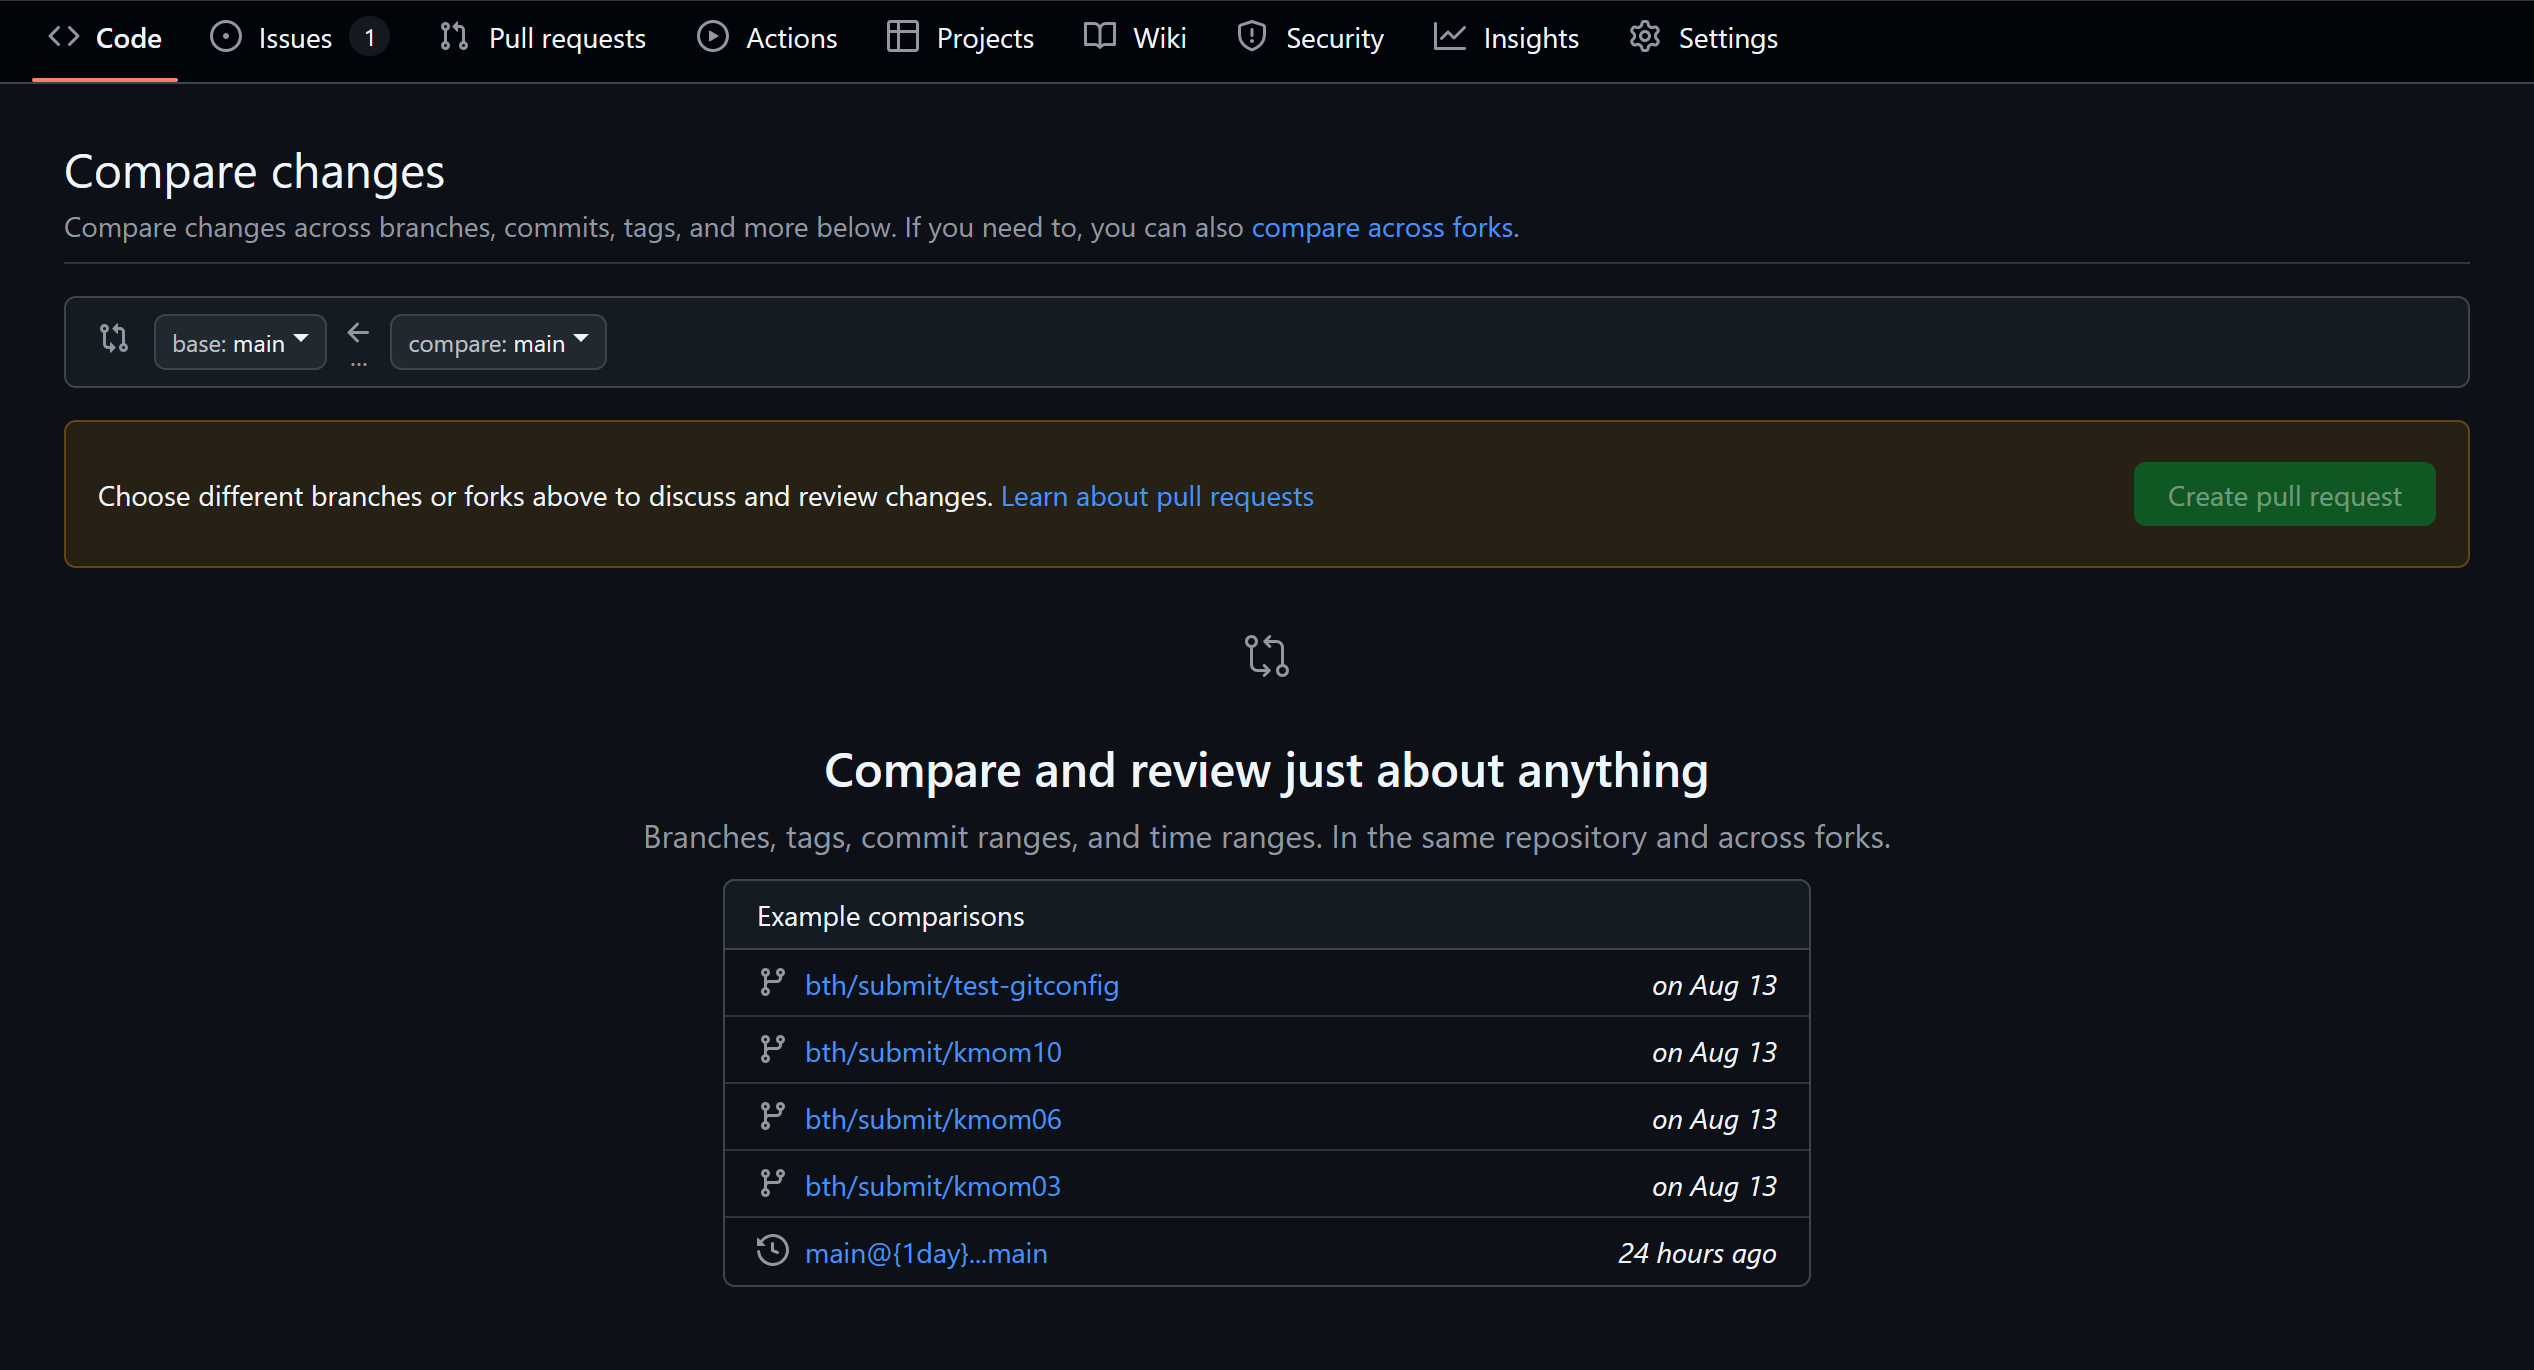 Code Issues 1 Pull requests Actions Projects Wiki Security Insights Settings
Compare changes
Compare changes across branches, commits, tags, and more below. If you need to, you can also compare across forks.
base: main ... compare: main
Choose different branches or forks above to discuss and review changes. Learn about pull requests Create pull request
Compare and review just about anything
Branches, tags, commit ranges, and time ranges. In the same repository and across forks.
Example comparisons
bth/submit/test-gitconfig on Aug 13
bth/submit/kmom10 on Aug 13
bth/submit/kmom06 on Aug 13
bth/submit/kmom03 on Aug 13
main@{1day}...main 24 hours ago